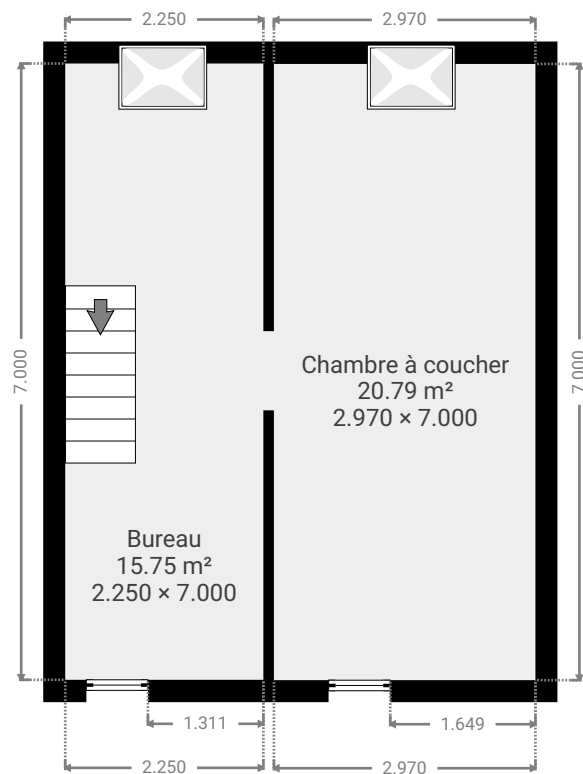 2.250
2.970
7.000
7.000
Chambre à coucher
20.79 m²
2.970 × 7.000
Bureau
15.75 m²
2.250 × 7.000
1.311
1.649
2.250
2.970